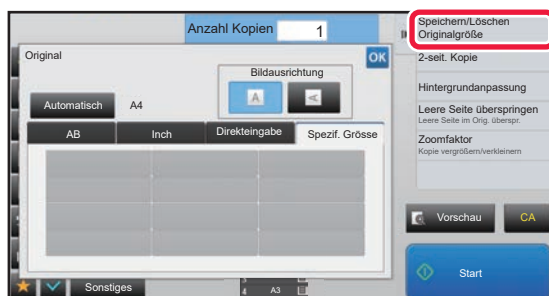 Anzahl Kopien 1
Original
OK
Bildausrichtung
A
A
Automatisch A4
AB
Inch
Direkteingabe
Spezif. Grösse
Speichern/Löschen
Originalgröße
2-seit. Kopie
Hintergrundanpassung
Leere Seite überspringen
Leere Seite im Orig. überspr.
Zoomfaktor
Kopie vergrößern/verkleinern
Vorschau
CA
Start
Sonstiges
4 A3